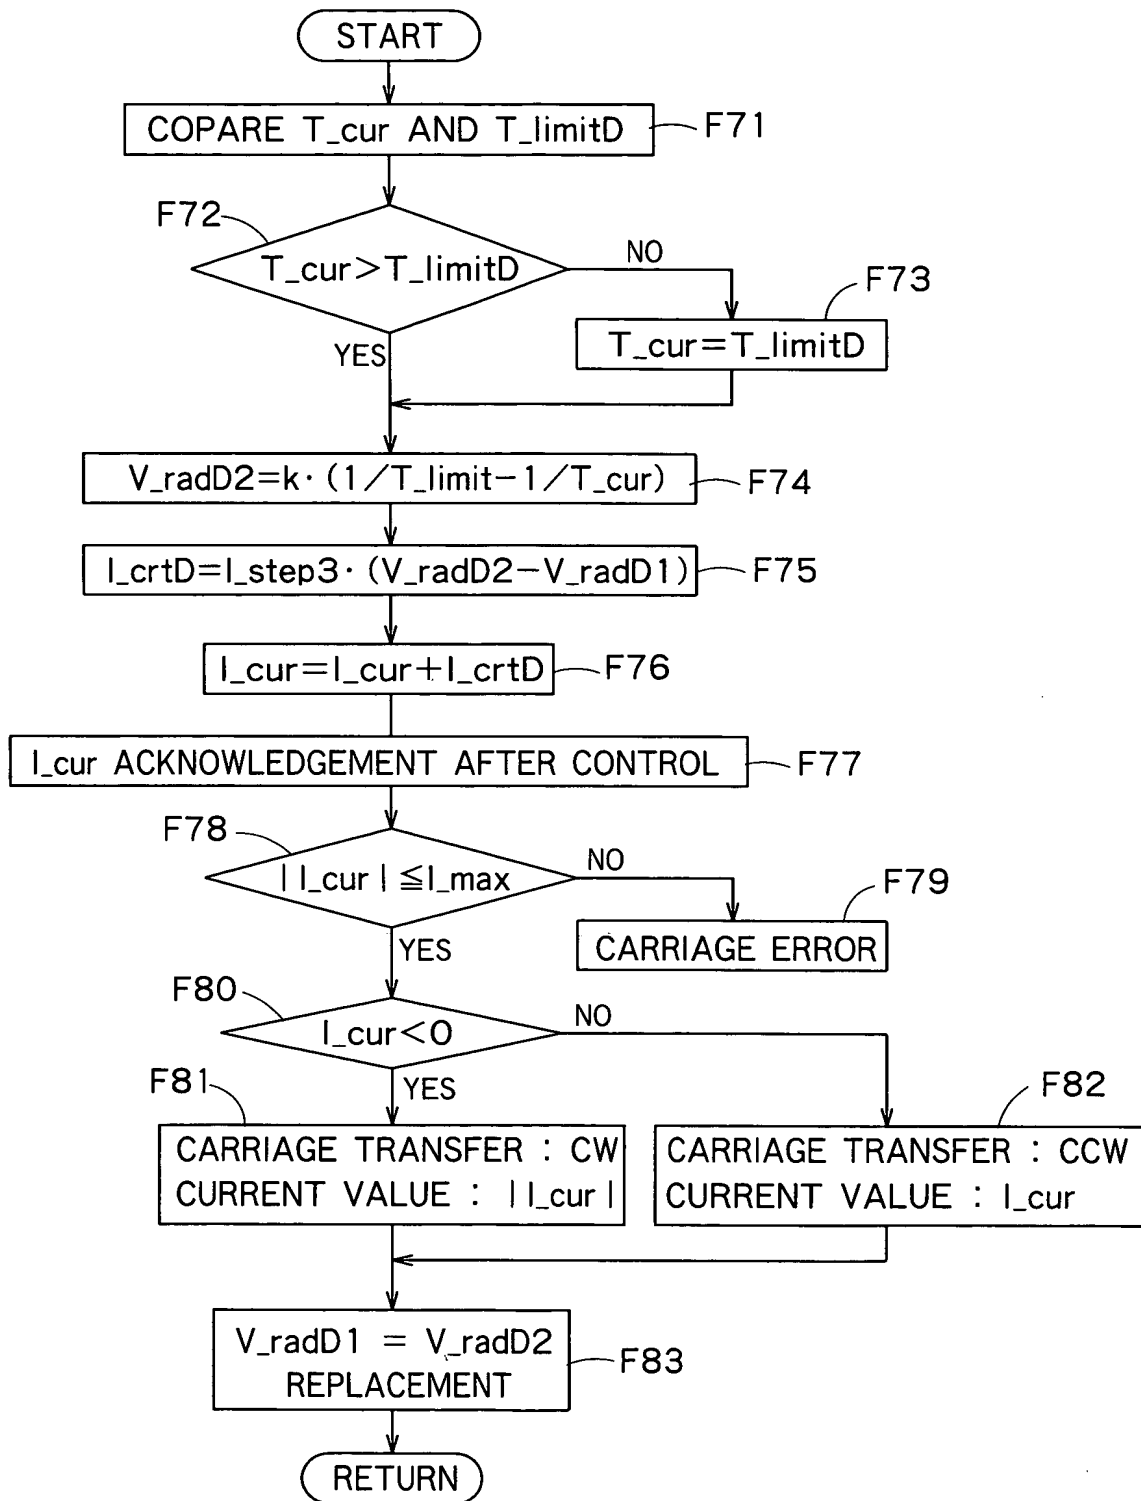 START
COPARE T_cur AND T_limitD
F71
F72
T_cur>T_limitD
NO
F73
T_cur=T_limitD
YES
V_radD2=k·(1/T_limit-1/T_cur)
F74
I_crtD=I_step3·(V_radD2-V_radD1)
F75
I_cur=I_cur+I_crtD
F76
I_cur ACKNOWLEDGEMENT AFTER CONTROL
F77
F78
|I_cur|≦I_max
NO
F79
CARRIAGE ERROR
YES
F80
I_cur<0
NO
F81
YES
F82
CARRIAGE TRANSFER : CW
CURRENT VALUE : |I_cur|
CARRIAGE TRANSFER : CCW
CURRENT VALUE : I_cur
V_radD1 = V_radD2
REPLACEMENT
F83
RETURN